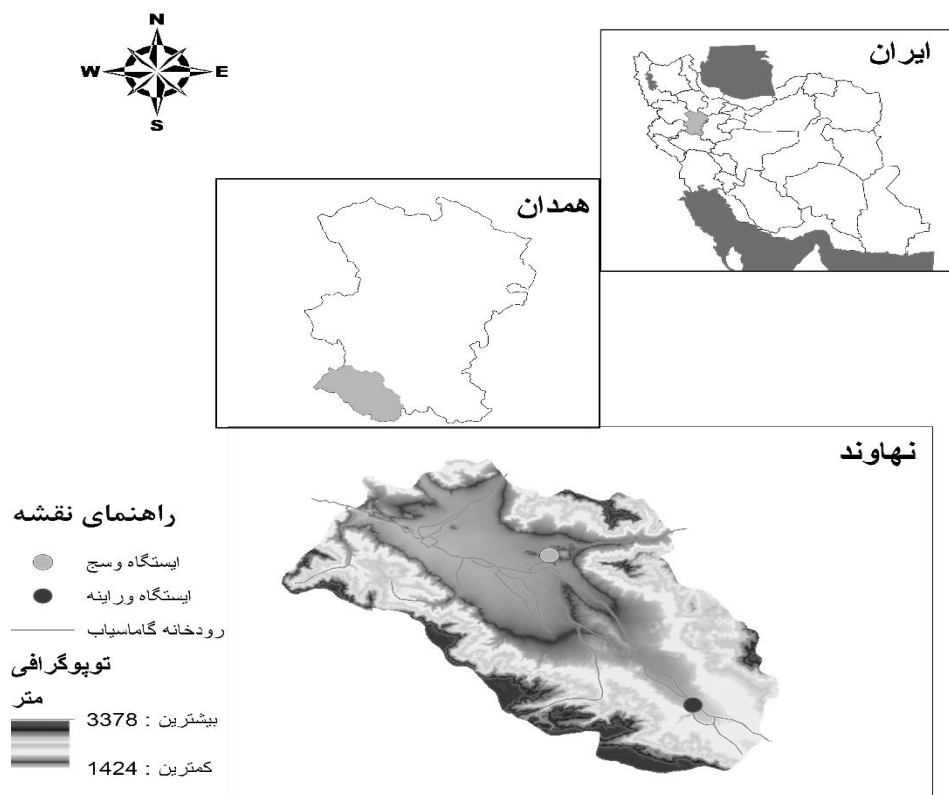 N
W E
S
ایران
همدان
نهاوند
راهنمای نقشه
ایستگاه وسج
ایستگاه وراینه
رودخانه گاماسیاب
توپوگرافی
متر
بیشترین : 3378
کمترین : 1424